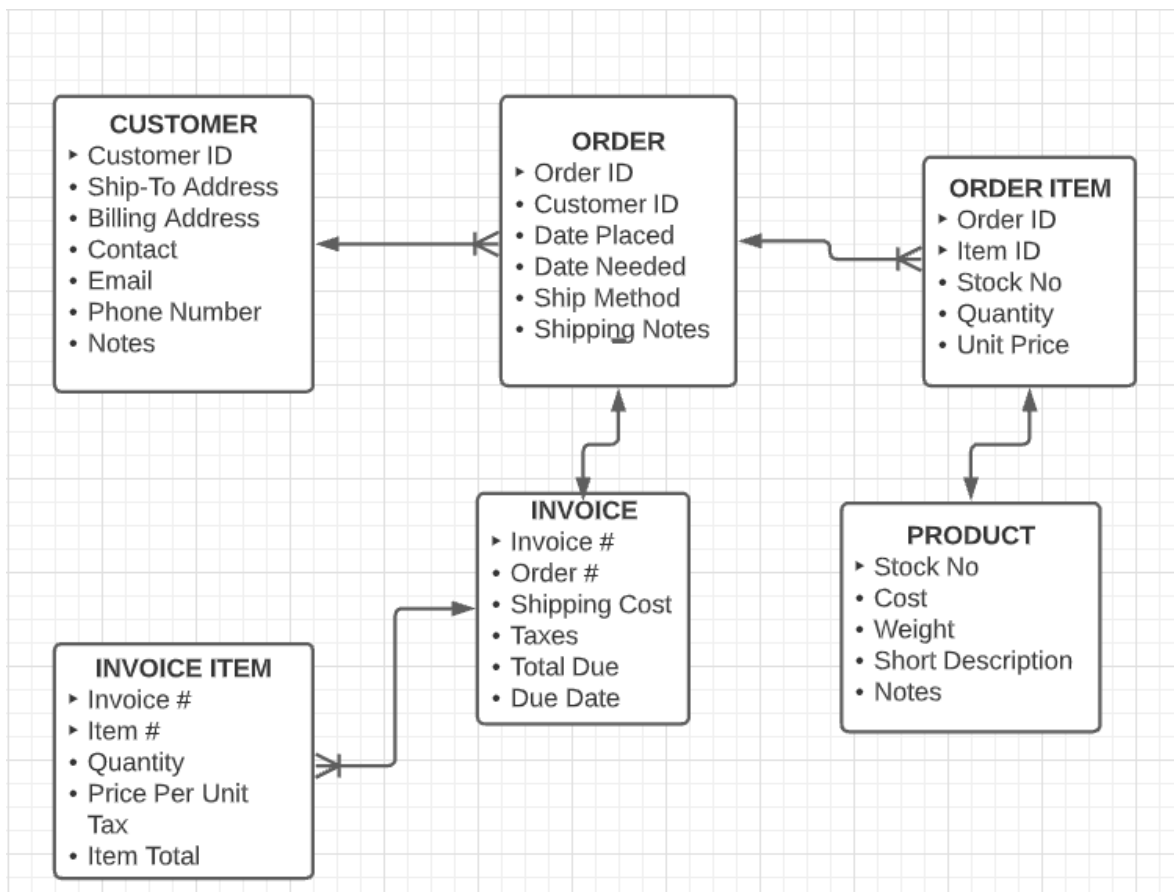 CUSTOMER
‣ Customer ID
• Ship-To Address
• Billing Address
• Contact
• Email
• Phone Number
• Notes
ORDER
‣ Order ID
• Customer ID
• Date Placed
• Date Needed
• Ship Method
• Shipping Notes
ORDER ITEM
‣ Order ID
‣ Item ID
• Stock No
• Quantity
• Unit Price
INVOICE
‣ Invoice #
• Order #
• Shipping Cost
• Taxes
• Total Due
• Due Date
PRODUCT
‣ Stock No
• Cost
• Weight
• Short Description
• Notes
INVOICE ITEM
‣ Invoice #
‣ Item #
• Quantity
• Price Per Unit
Tax
• Item Total